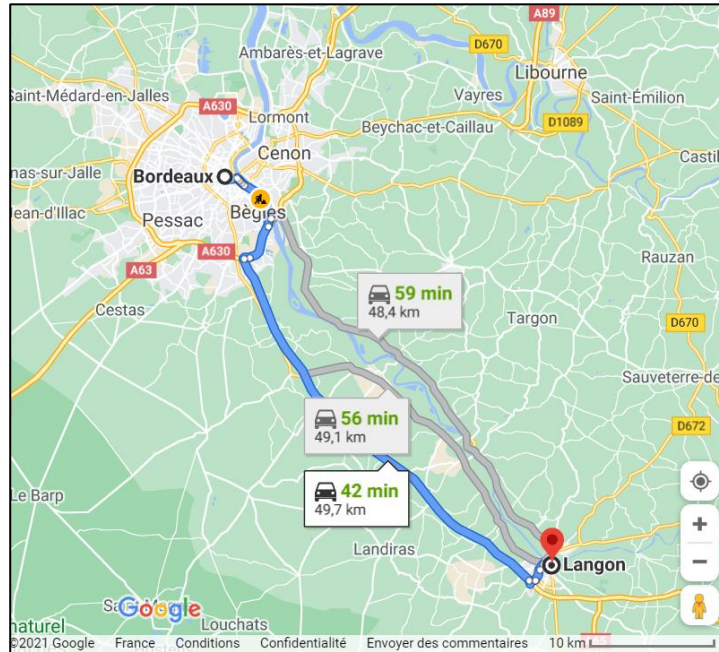 A89
D670
Ambarès-et-Lagrave
Libourne
Saint-Médard-en-Jalles
Vayres
Saint-Émilion
A630
Lormont
D1089
Beychac-et-Caillau
Cenon
nas-sur-Jalle
Bordeaux
Castil
Bègles
Jean-d'Illac
Pessac
A630
Rauzan
A63
59 min
48,4 km
Cestas
Targon
D670
Sauveterre-de-
56 min
49,1 km
D672
42 min
49,7 km
Le Barp
Landiras
Langon
Google
naturel
Louchats
©2021 Google France Conditions Confidentialité Envoyer des commentaires 10 km